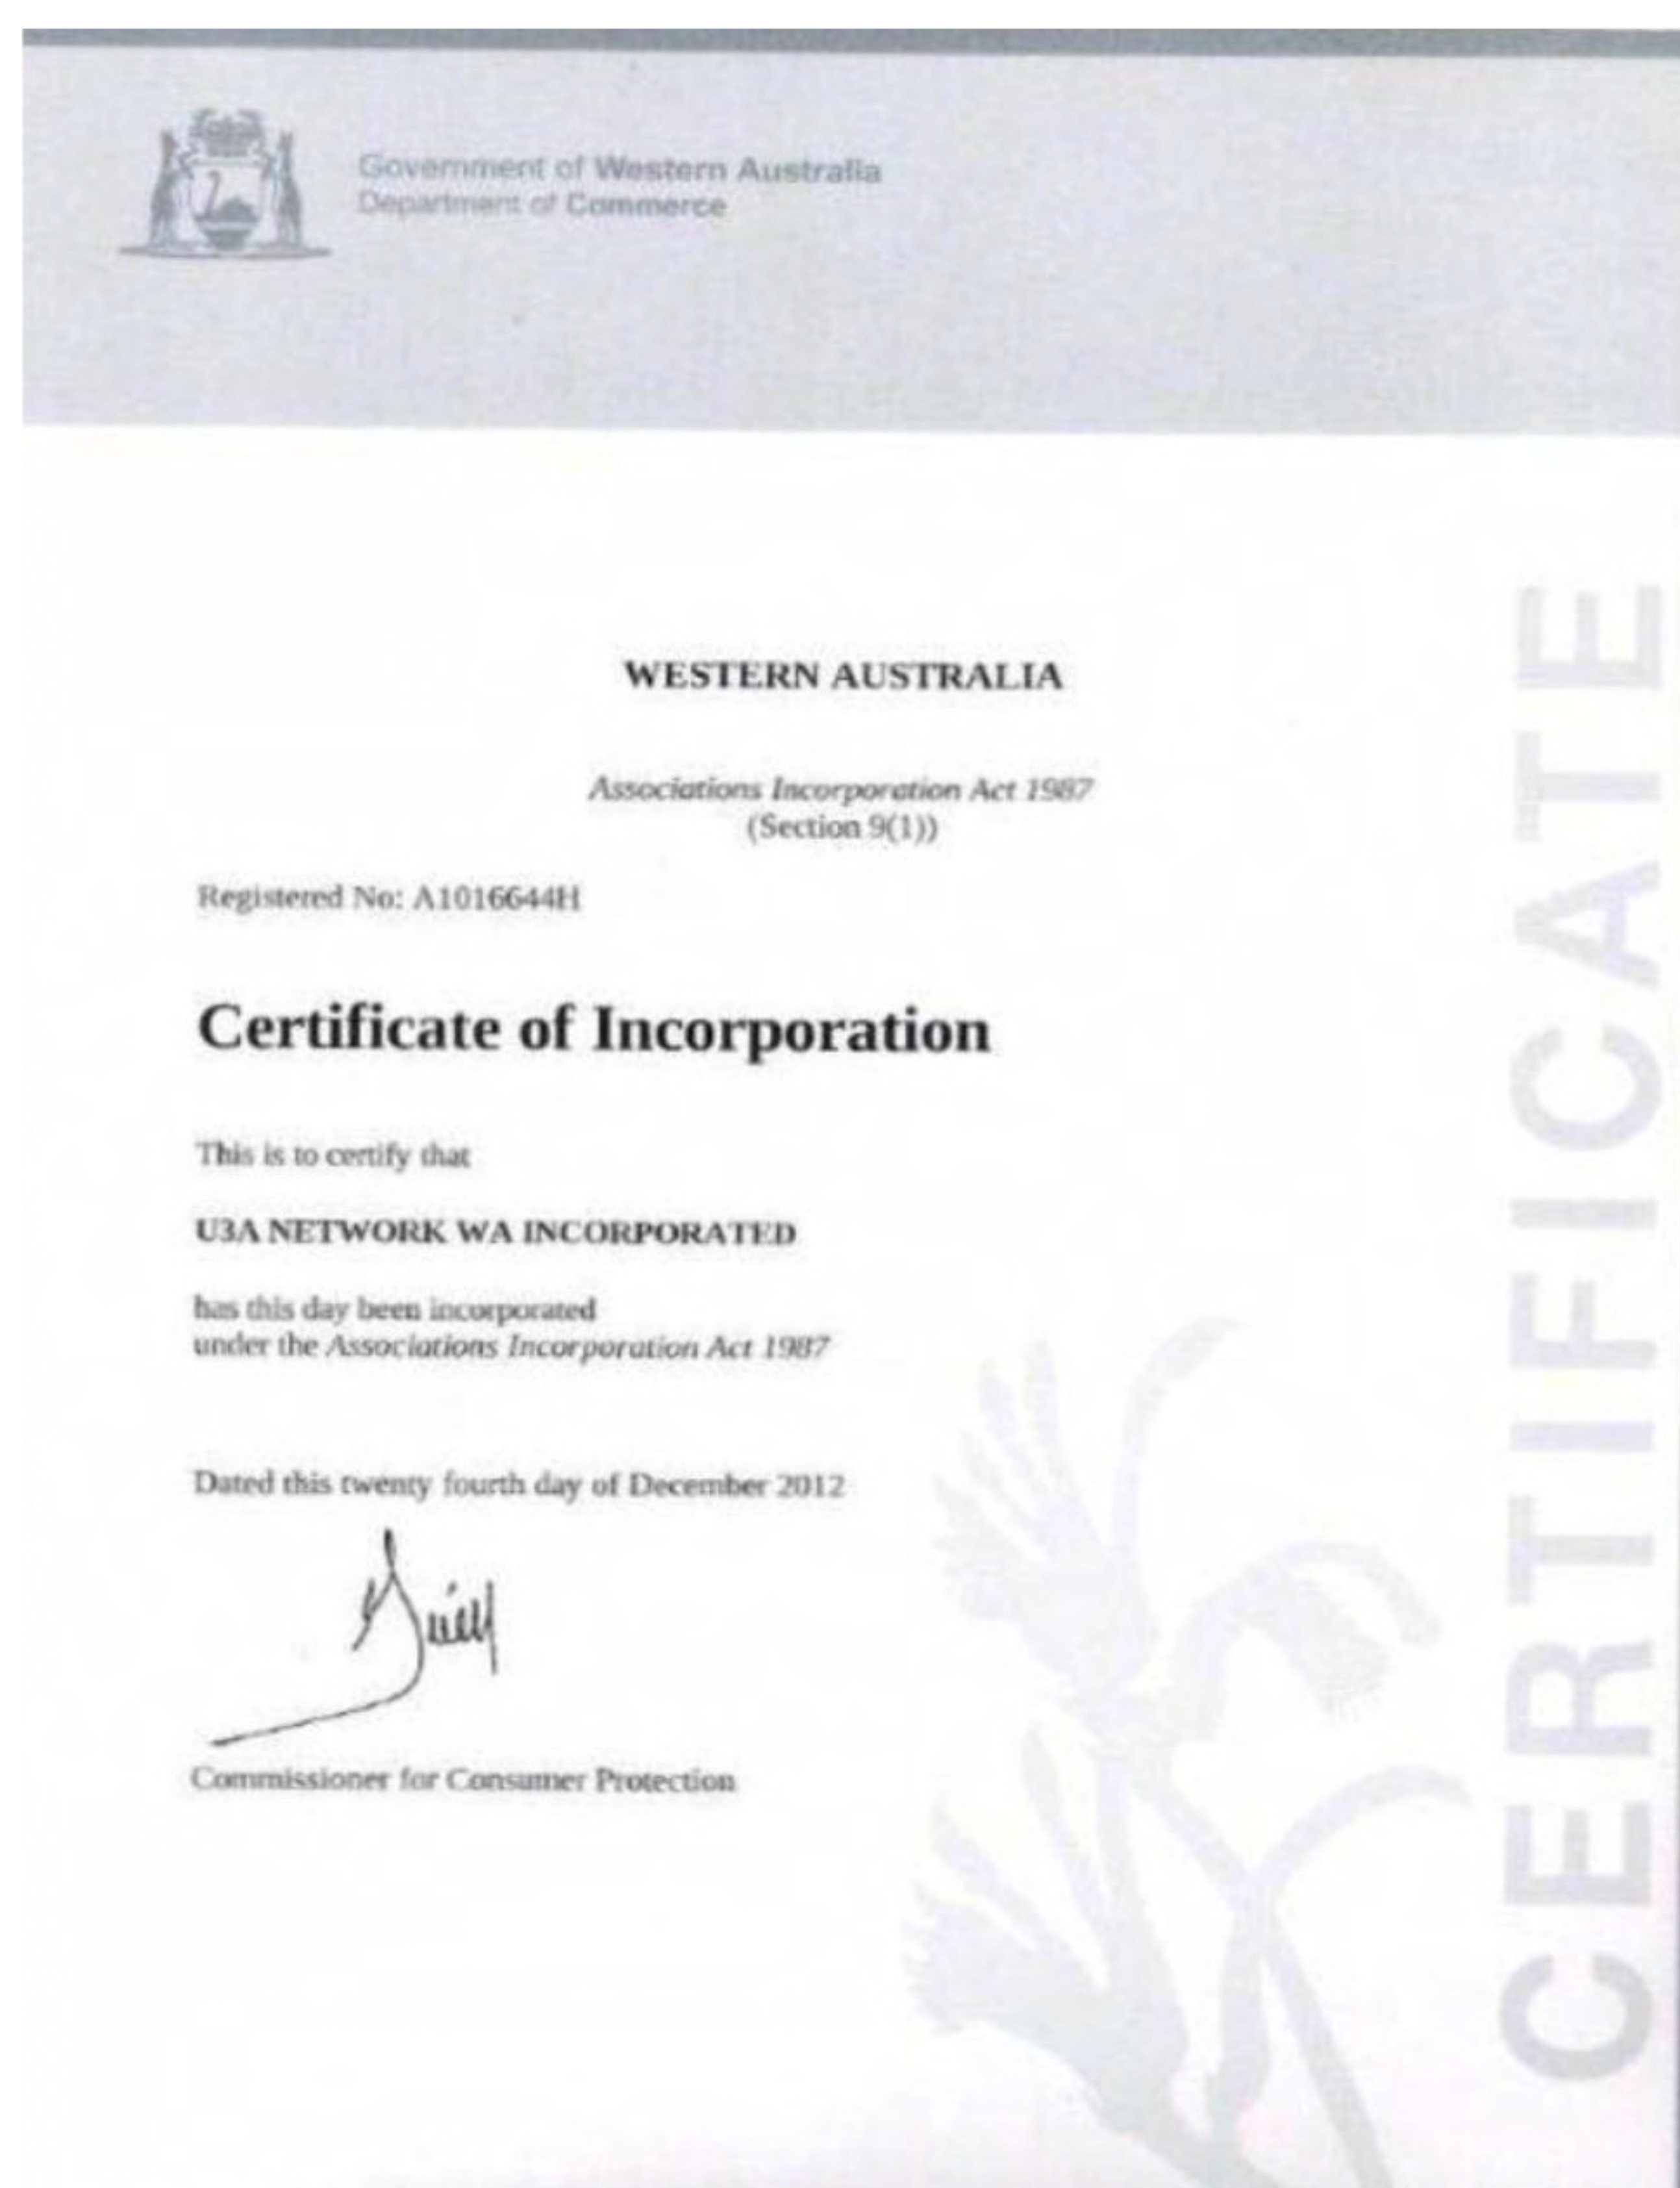 Government of Western Australia
Department of Commerce
WESTERN AUSTRALIA
Associations Incorporation Act 1987
(Section 9(1))
Registered No: A1016644H
Certificate of Incorporation
This is to certify that
U3A NETWORK WA INCORPORATED
has this day been incorporated
under the Associations Incorporation Act 1987
Dated this twenty fourth day of December 2012
Commissioner for Consumer Protection
CERTIFICATE